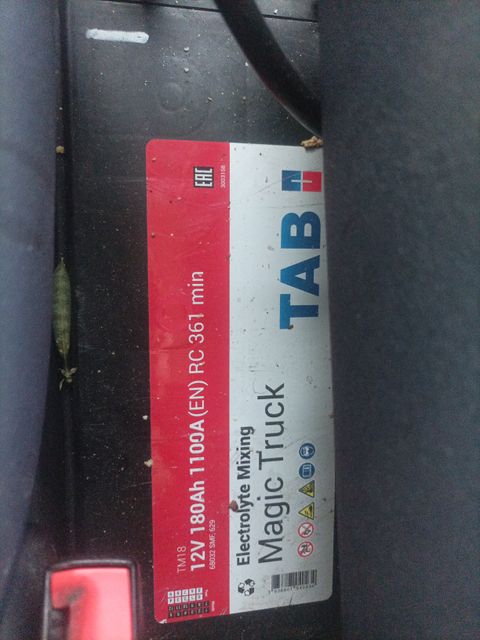 TAB
Electrolyte Mixing
Magic Truck
TM18
12V 180Ah 1100A(EN) RC 361 min
68032 SMF, 629
EAC